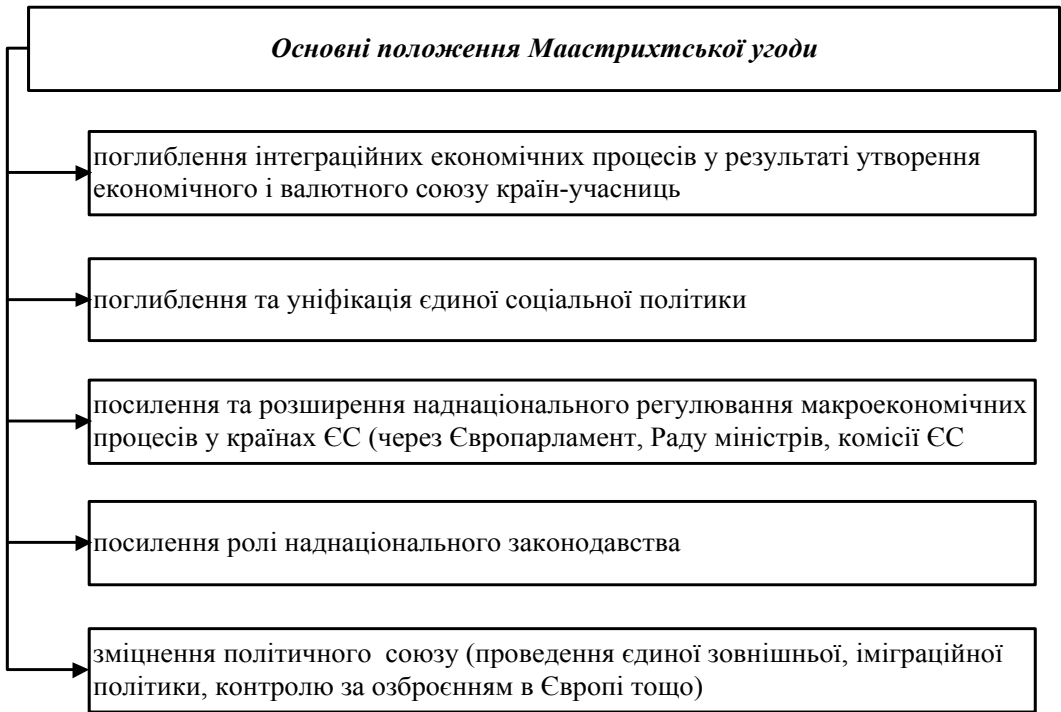 Основні положення Маастрихтської угоди
поглиблення інтеграційних економічних процесів у результаті утворення
економічного і валютного союзу країн-учасниць
поглиблення та уніфікація єдиної соціальної політики
посилення та розширення наднаціонального регулювання макроекономічних
процесів у країнах ЄС (через Європарламент, Раду міністрів, комісії ЄС
посилення ролі наднаціонального законодавства
зміцнення політичного союзу (проведення єдиної зовнішньої, іміграційної
політики, контролю за озброєнням в Європі тощо)